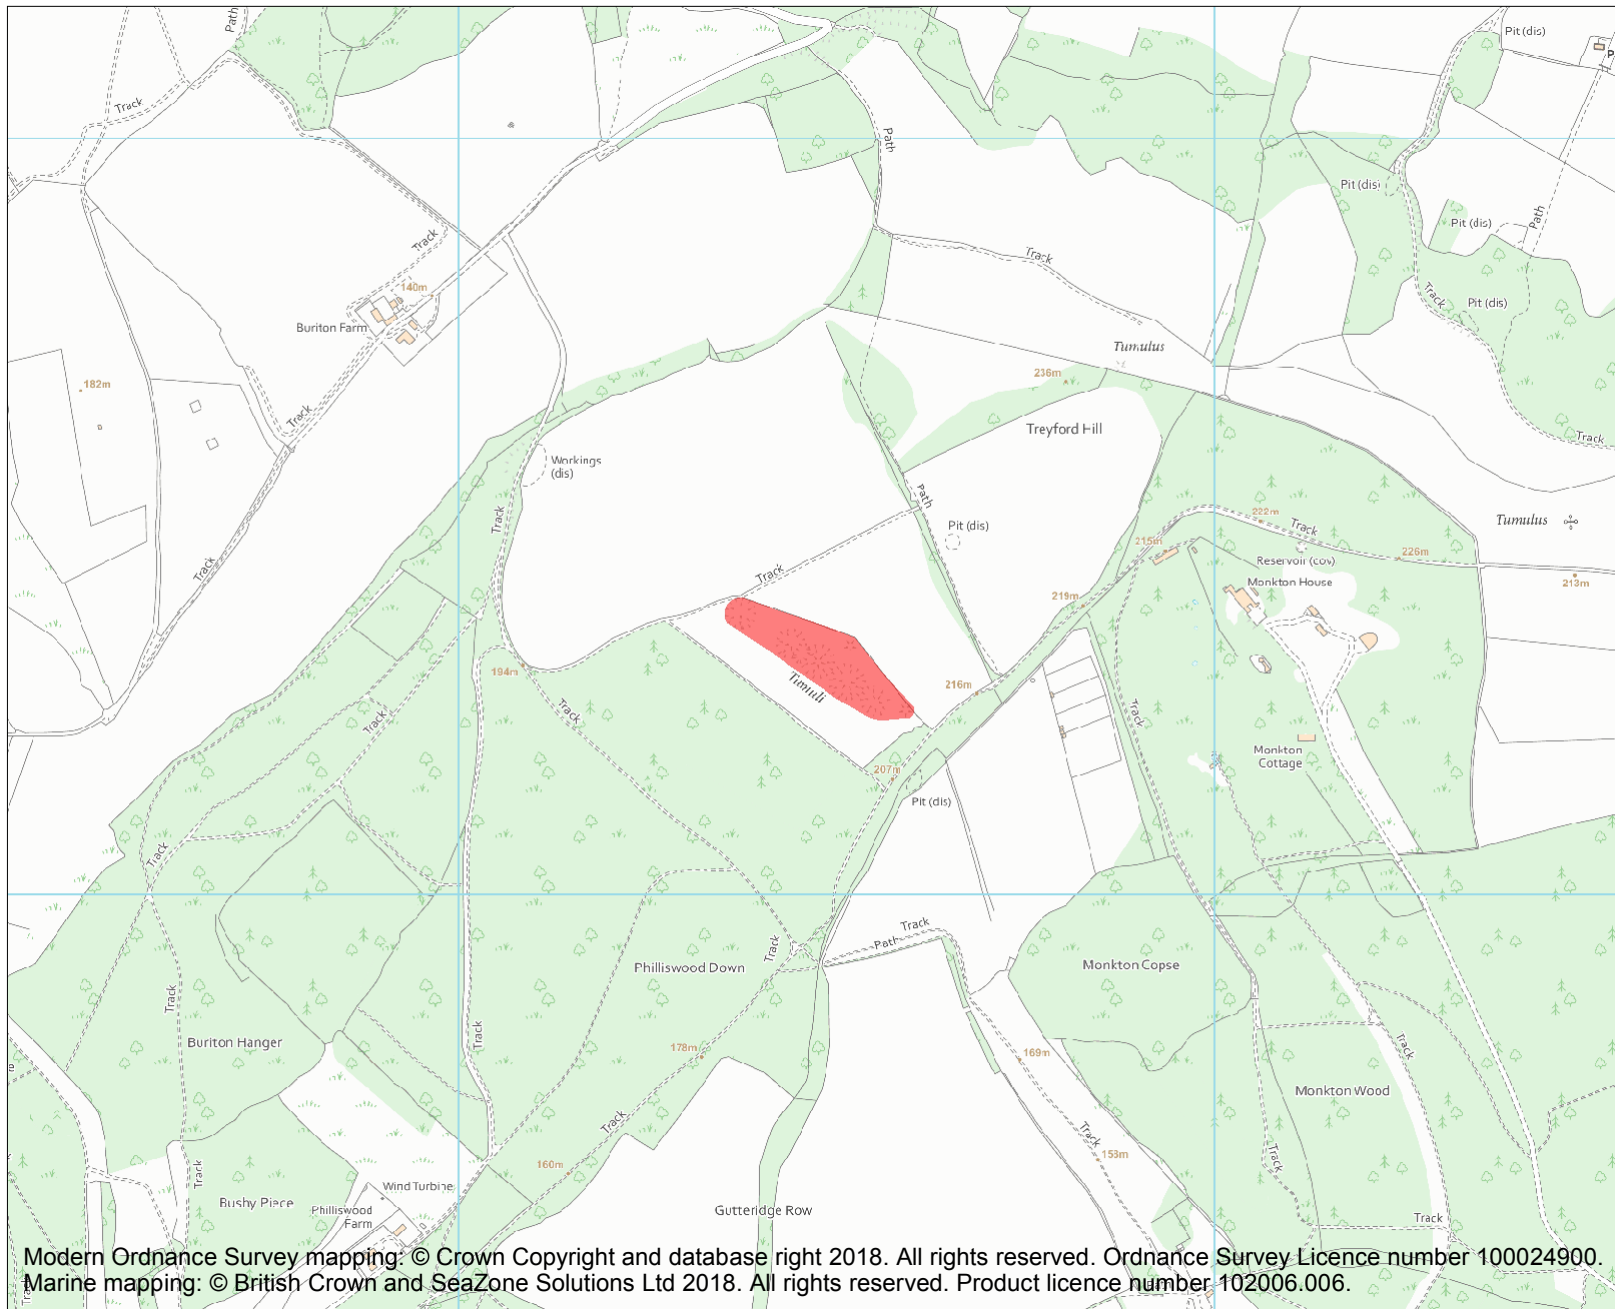 Path
Pit (dis)
Track
Path
Pit (dis)
Pit (dis)
Path
Track
Track
Track
Pit (dis)
140m
Buriton Farm
Tumulus
182m
236m
Track
Treyford Hill
Track
Workings
(dis)
Path
Track
Pit (dis)
222m
Track
Tumulus
215m
226m
Reservoir (cov)
Track
Track
Monkton House
213m
219m
194m
Tumuli
216m
Track
Track
Track
Monkton
Cottage
207m
Pit (dis)
Track
Track
Path
Track
Philliswood Down
Monkton Copse
Track
Track
Buriton Hanger
178m
169m
Track
Monkton Wood
Track
Track
Track
160m
153m
Track
Wind Turbine
Bushy Piece
Philliswood
Farm
Gutteridge Row
Track
Track
Modern Ordnance Survey mapping: © Crown Copyright and database right 2018. All rights reserved. Ordnance Survey Licence number 100024900.
Marine mapping: © British Crown and SeaZone Solutions Ltd 2018. All rights reserved. Product licence number 102006.006.